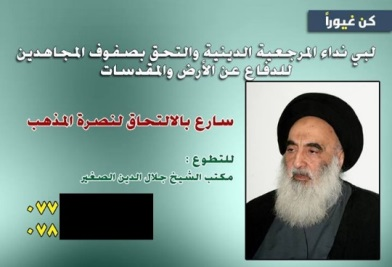 كن غيوراً
لبي نداء المرجعية الدينية والتحق بصفوف المجاهدين
للدفاع عن الأرض والمقدسات
سارع بالالتحاق لنصرة المذهب
للتطوع :
مكتب الشيخ جلال الدين الصغير
٠٧٧
٠٧٨